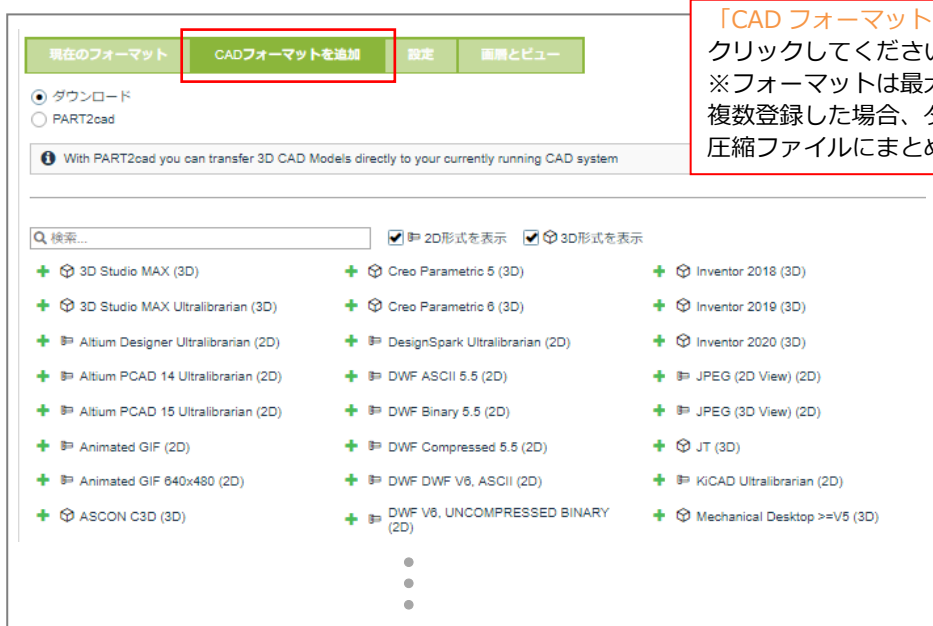 「CAD フォーマット
クリックしてください
※フォーマットは最
複数登録した場合、
圧縮ファイルにまと
現在のフォーマット CADフォーマットを追加 設定 画層とビュー
ダウンロード
PART2cad
With PART2cad you can transfer 3D CAD Models directly to your currently running CAD system
検索... 2D形式を表示 3D形式を表示
3D Studio MAX (3D) Creo Parametric 5 (3D) Inventor 2018 (3D)
3D Studio MAX Ultralibrarian (3D) Creo Parametric 6 (3D) Inventor 2019 (3D)
Altium Designer Ultralibrarian (2D) DesignSpark Ultralibrarian (2D) Inventor 2020 (3D)
Altium PCAD 14 Ultralibrarian (2D) DWF ASCII 5.5 (2D) JPEG (2D View) (2D)
Altium PCAD 15 Ultralibrarian (2D) DWF Binary 5.5 (2D) JPEG (3D View) (2D)
Animated GIF (2D) DWF Compressed 5.5 (2D) JT (3D)
Animated GIF 640x480 (2D) DWF DWF V6, ASCII (2D) KiCAD Ultralibrarian (2D)
ASCON C3D (3D) DWF V6, UNCOMPRESSED BINARY Mechanical Desktop >=V5 (3D)
(2D)